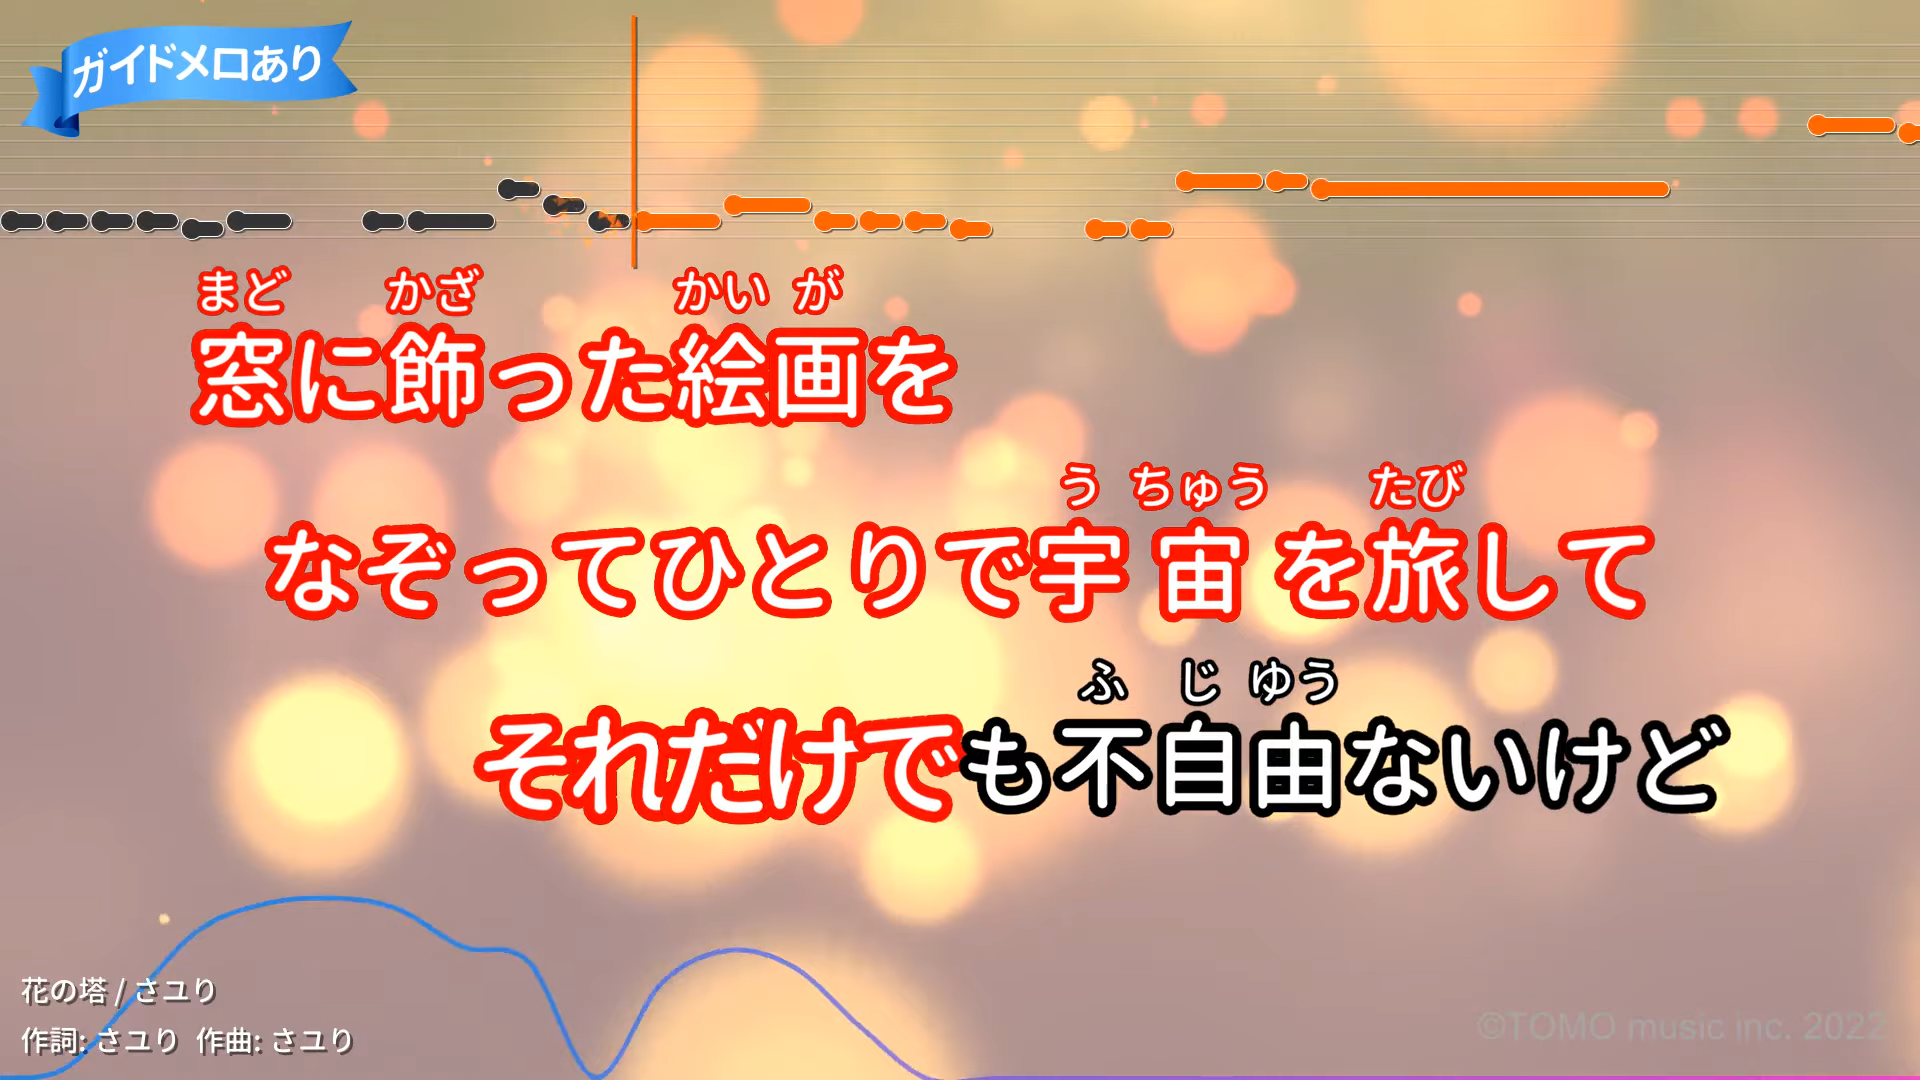 ガイドメロあり
まど かざ かい が
窓に飾った絵画を
う ちゅう たび
なぞってひとりで宇宙を旅して
ふ じ ゆう
それだけでも不自由ないけど
花の塔 / さユり
作詞: さユり 作曲: さユり
©TOMO music inc. 2022